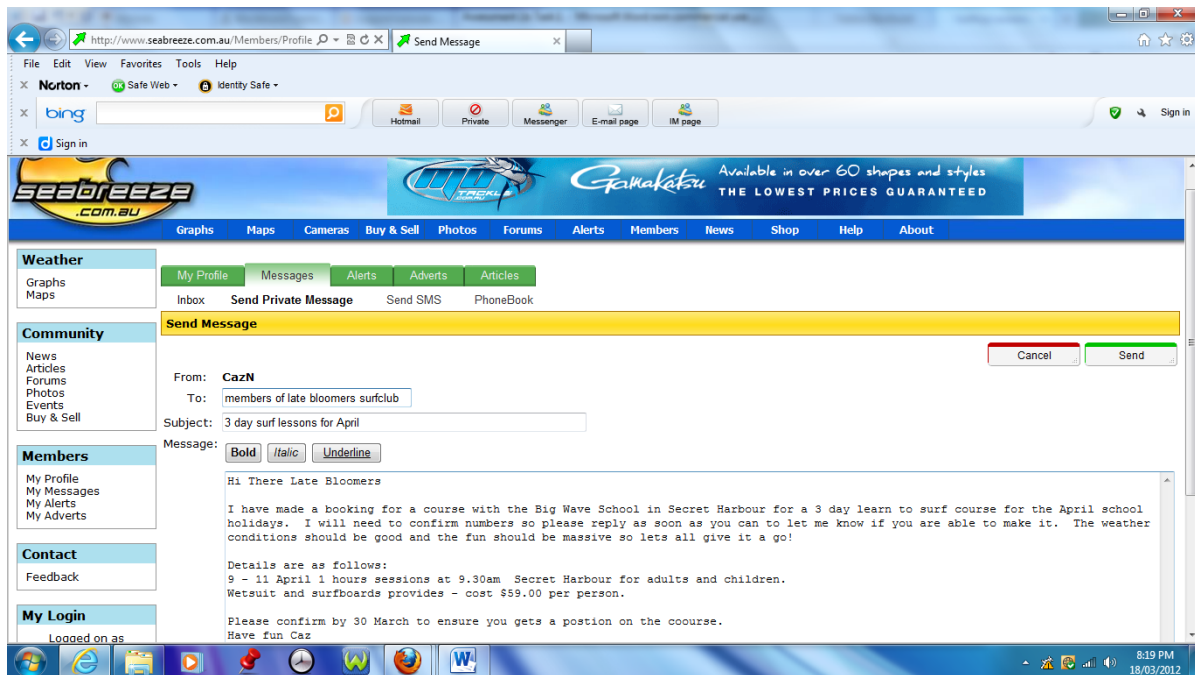 http://www.seabreeze.com.au/Members/Profile
Send Message
File Edit View Favorites Tools Help
Norton
OK Safe Web
Identity Safe
bing
Hotmail
Private
Messenger
E-mail page
IM page
Sign in
Sign in
seabreeze
.com.au
MO
TACKLE
.COM.AU
Gamakatsu
Available in over 60 shapes and styles
THE LOWEST PRICES GUARANTEED
Graphs Maps Cameras Buy & Sell Photos Forums Alerts Members News Shop Help About
Weather
Graphs
Maps
Community
News
Articles
Forums
Photos
Events
Buy & Sell
Members
My Profile
My Messages
My Alerts
My Adverts
Contact
Feedback
My Login
Logged on as
My Profile Messages Alerts Adverts Articles
Inbox Send Private Message Send SMS PhoneBook
Send Message
Cancel Send
From: CazN
To: members of late bloomers surfclub
Subject: 3 day surf lessons for April
Message: Bold Italic Underline
Hi There Late Bloomers
I have made a booking for a course with the Big Wave School in Secret Harbour for a 3 day learn to surf course for the April school
holidays. I will need to confirm numbers so please reply as soon as you can to let me know if you are able to make it. The weather
conditions should be good and the fun should be massive so lets all give it a go!
Details are as follows:
9 - 11 April 1 hours sessions at 9.30am Secret Harbour for adults and children.
Wetsuit and surfboards provides - cost $59.00 per person.
Please confirm by 30 March to ensure you gets a postion on the coourse.
Have fun Caz
8:19 PM
18/03/2012